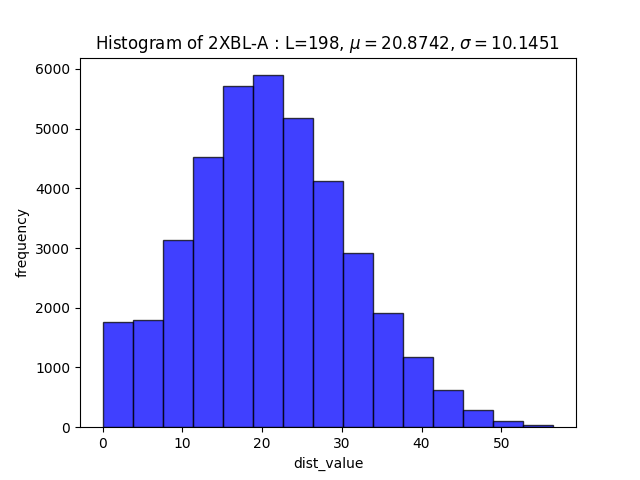 Histogram of 2XBL-A : L=198, μ = 20.8742, σ = 10.1451
6000
5000
4000
3000
2000
1000
0
frequency
0 10 20 30 40 50
dist_value